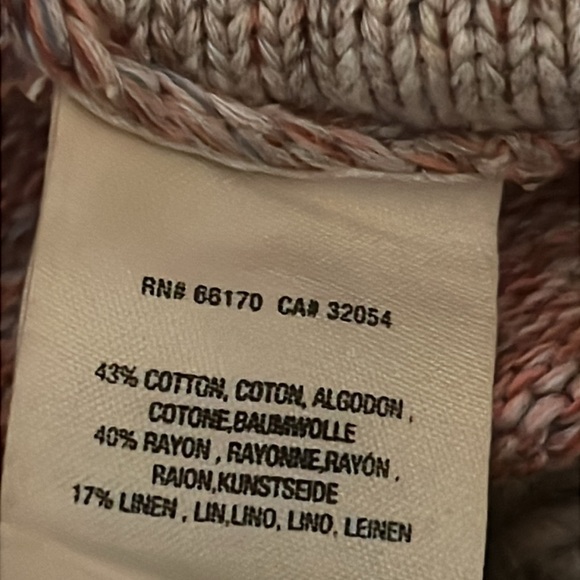 RN# 66170 CA# 32054
43% COTTON, COTON, ALGODON,
COTONE,BAUMWOLLE
40% RAYON, RAYONNE,RAYÓN,
RAION,KUNSTSEIDE
17% LINEN, LIN,LINO, LINO, LEINEN